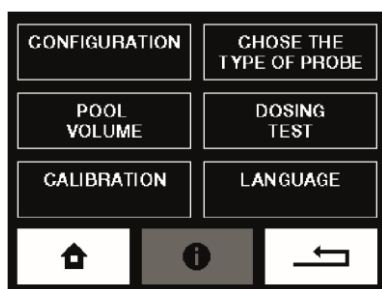 CONFIGURATION
CHOSE THE
TYPE OF PROBE
POOL
VOLUME
DOSING
TEST
CALIBRATION
LANGUAGE